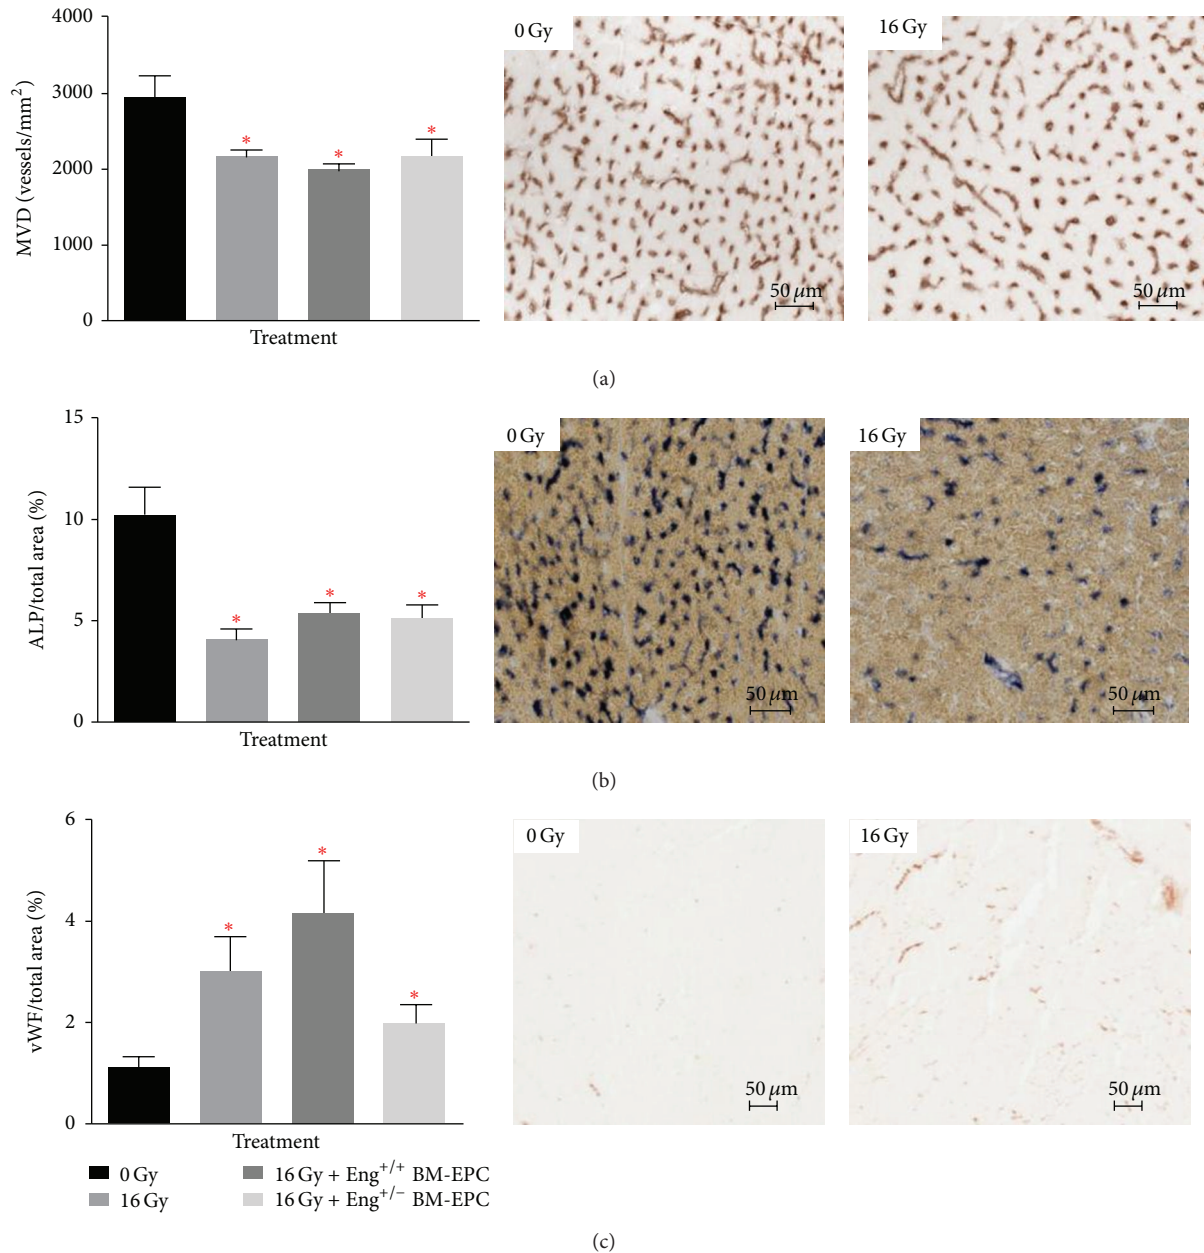 4000
3000
2000
1000
0
MVD (vessels/mm²)
*
*
*
Treatment
0 Gy
50 μm
16 Gy
50 μm
(a)
15
10
5
0
ALP/total area (%)
*
*
*
Treatment
0 Gy
50 μm
16 Gy
50 μm
(b)
6
4
2
0
vWF/total area (%)
*
*
*
Treatment
0 Gy
50 μm
16 Gy
50 μm
0 Gy
16 Gy + Eng⁺/⁺ BM-EPC
16 Gy
16 Gy + Eng⁺/⁻ BM-EPC
(c)